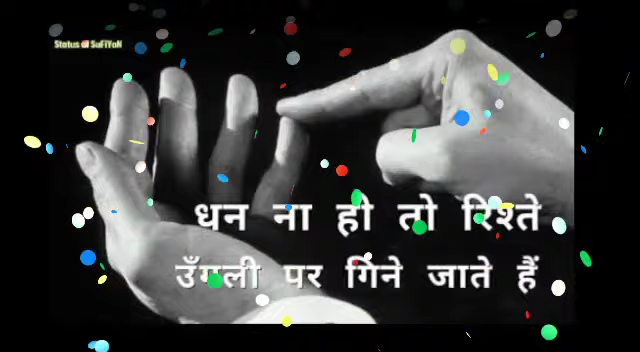 Status of SuFiYaN
धन ना हो तो रिश्ते
उँगली पर गिने जाते हैं